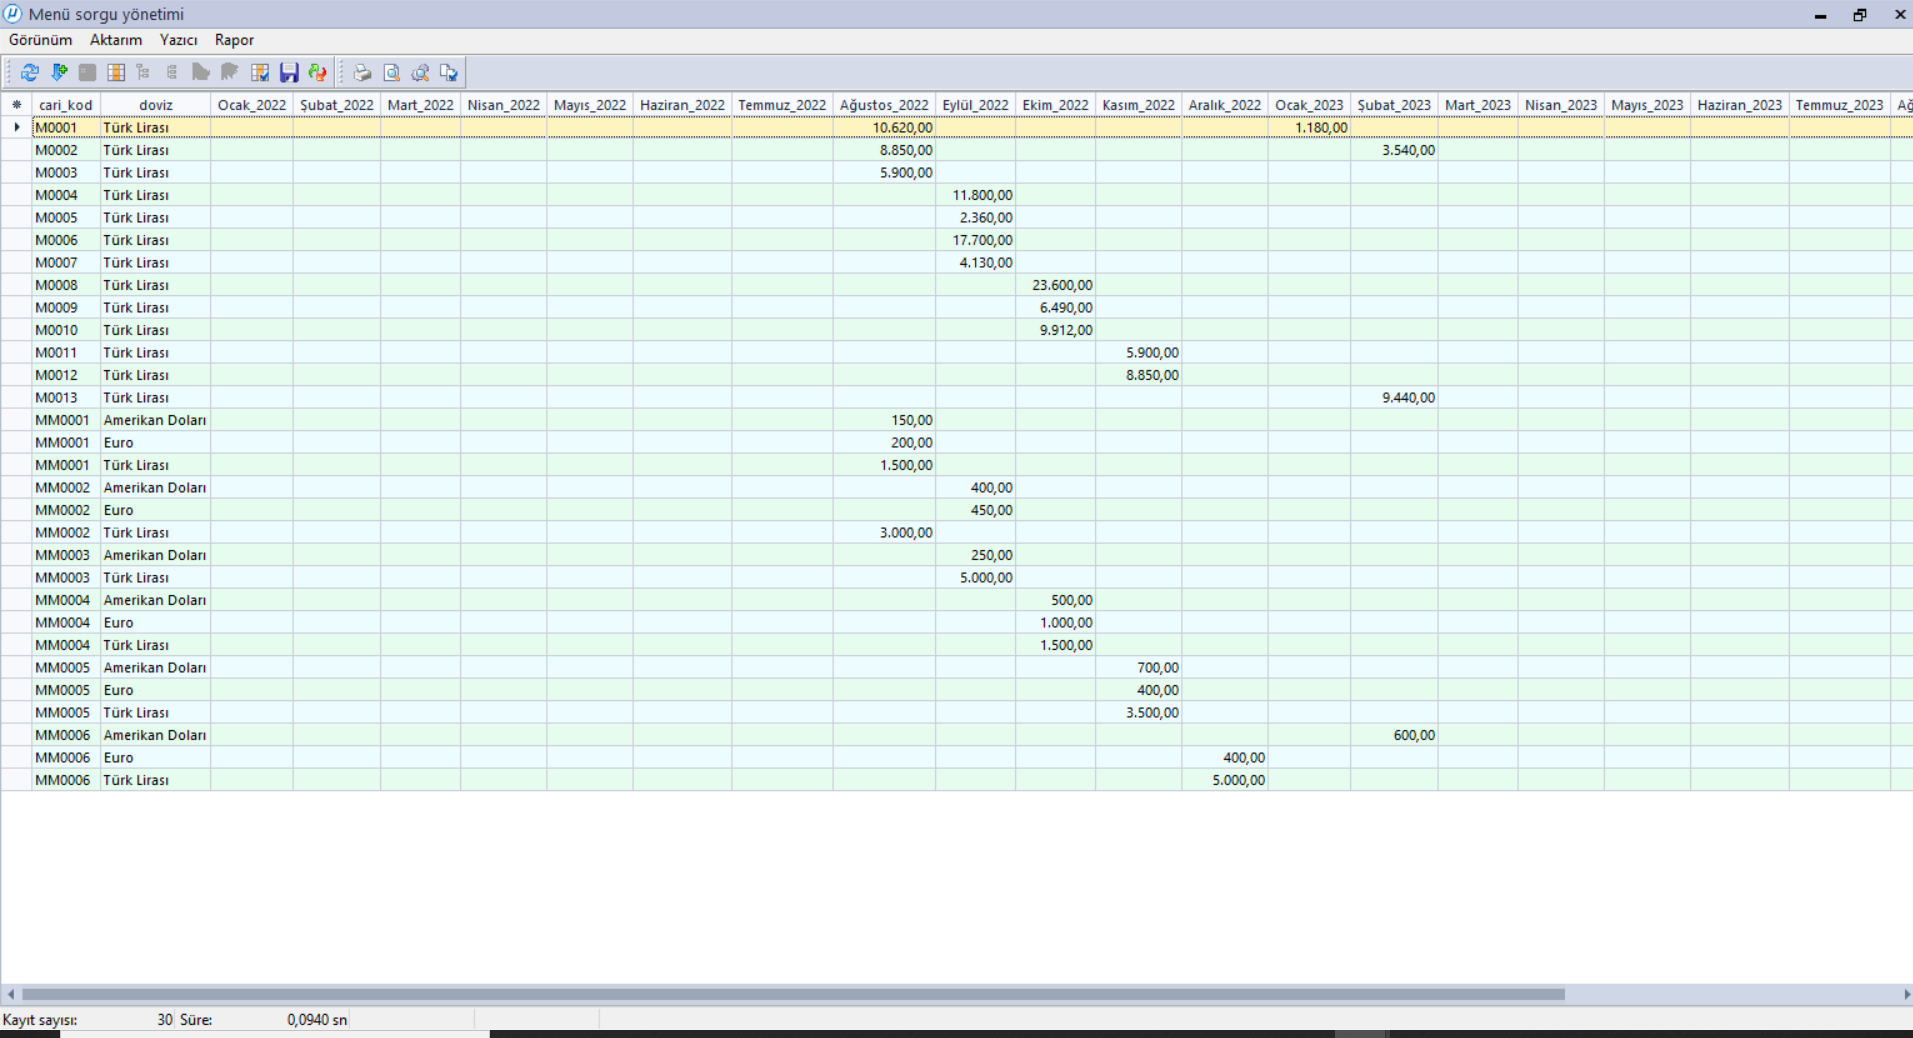 Menü sorgu yönetimi
Görünüm Aktarım Yazıcı Rapor
cari_kod doviz Ocak_2022 Şubat_2022 Mart_2022 Nisan_2022 Mayıs_2022 Haziran_2022 Temmuz_2022 Ağustos_2022 Eylül_2022 Ekim_2022 Kasım_2022 Aralık_2022 Ocak_2023 Şubat_2023 Mart_2023 Nisan_2023 Mayıs_2023 Haziran_2023 Temmuz_2023 Ağ
M0001 Türk Lirası 10.620,00 1.180,00
M0002 Türk Lirası 8.850,00 3.540,00
M0003 Türk Lirası 5.900,00
M0004 Türk Lirası 11.800,00
M0005 Türk Lirası 2.360,00
M0006 Türk Lirası 17.700,00
M0007 Türk Lirası 4.130,00
M0008 Türk Lirası 23.600,00
M0009 Türk Lirası 6.490,00
M0010 Türk Lirası 9.912,00
M0011 Türk Lirası 5.900,00
M0012 Türk Lirası 8.850,00
M0013 Türk Lirası 9.440,00
MM0001 Amerikan Doları 150,00
MM0001 Euro 200,00
MM0001 Türk Lirası 1.500,00
MM0002 Amerikan Doları 400,00
MM0002 Euro 450,00
MM0002 Türk Lirası 3.000,00
MM0003 Amerikan Doları 250,00
MM0003 Türk Lirası 5.000,00
MM0004 Amerikan Doları 500,00
MM0004 Euro 1.000,00
MM0004 Türk Lirası 1.500,00
MM0005 Amerikan Doları 700,00
MM0005 Euro 400,00
MM0005 Türk Lirası 3.500,00
MM0006 Amerikan Doları 600,00
MM0006 Euro 400,00
MM0006 Türk Lirası 5.000,00
Kayıt sayısı: 30 Süre: 0,0940 sn